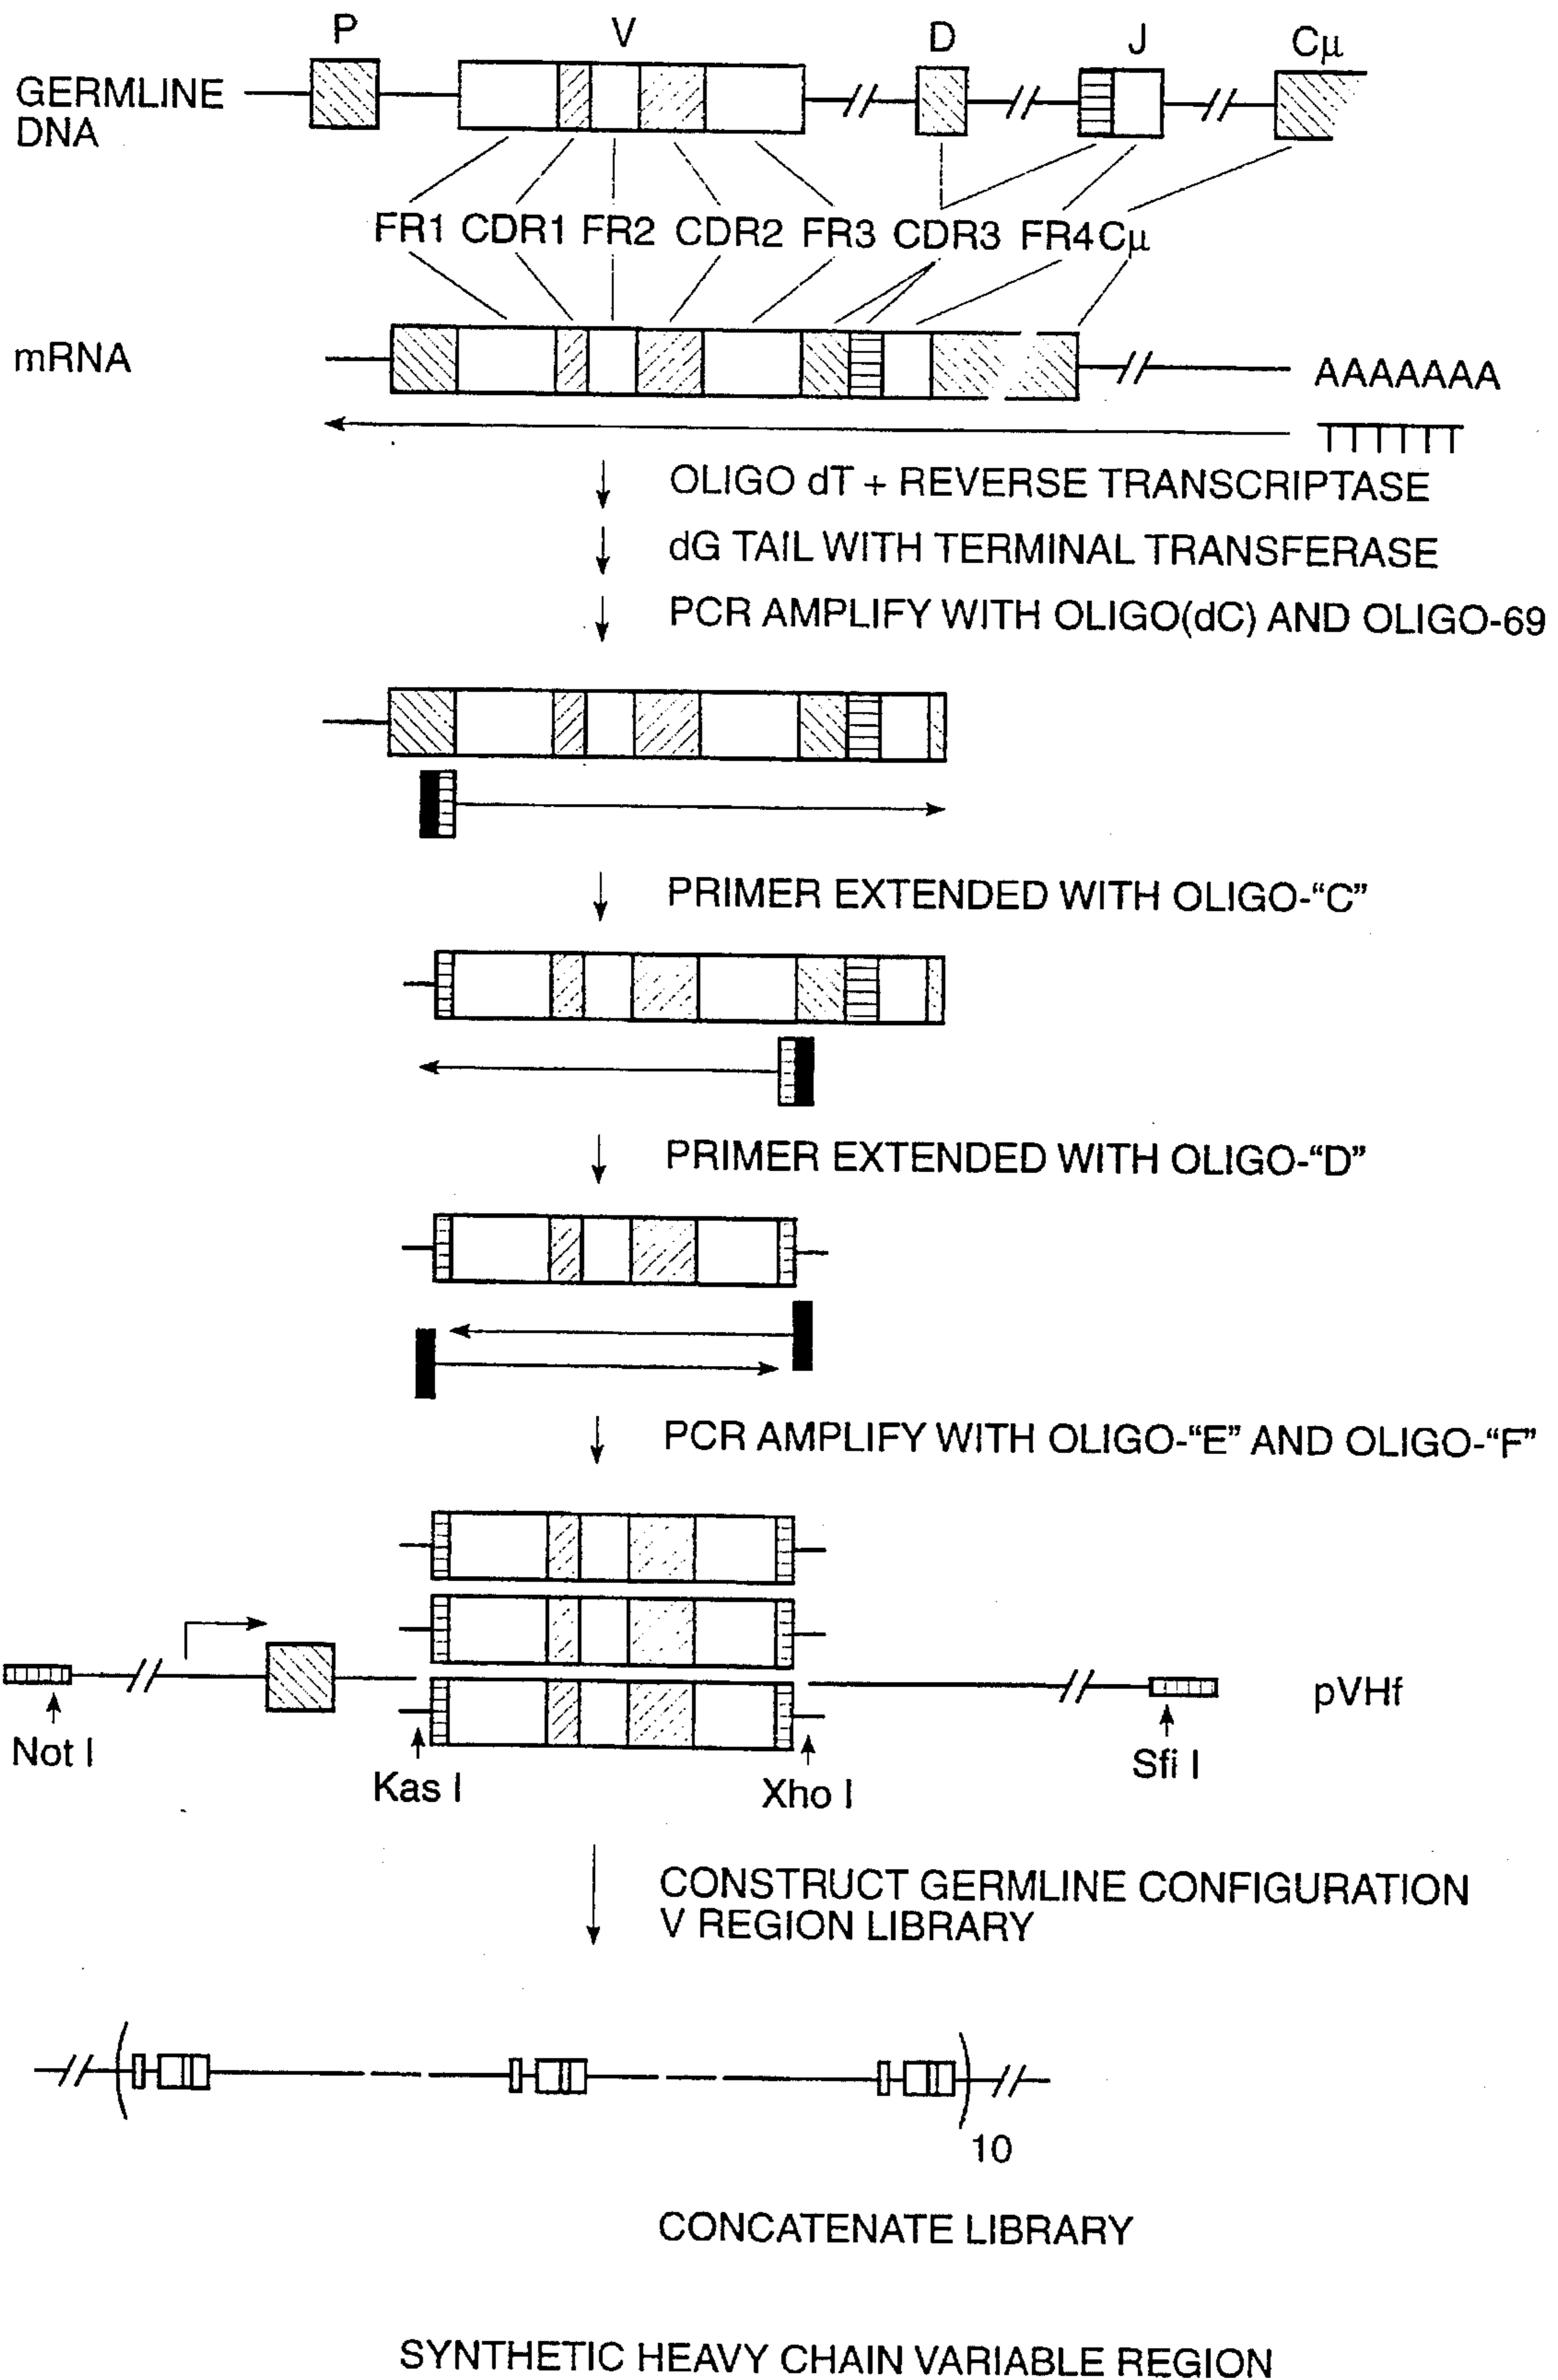 P V D J Cμ
GERMLINE
DNA
FR1 CDR1 FR2 CDR2 FR3 CDR3 FR4 Cμ
mRNA
AAAAAAA
TTTTTT
OLIGO dT + REVERSE TRANSCRIPTASE
dG TAIL WITH TERMINAL TRANSFERASE
PCR AMPLIFY WITH OLIGO(dC) AND OLIGO-69
PRIMER EXTENDED WITH OLIGO-“C”
PRIMER EXTENDED WITH OLIGO-“D”
PCR AMPLIFY WITH OLIGO-“E” AND OLIGO-“F”
pVHf
Not I
Kas I
Xho I
Sfi I
CONSTRUCT GERMLINE CONFIGURATION
V REGION LIBRARY
10
CONCATENATE LIBRARY
SYNTHETIC HEAVY CHAIN VARIABLE REGION